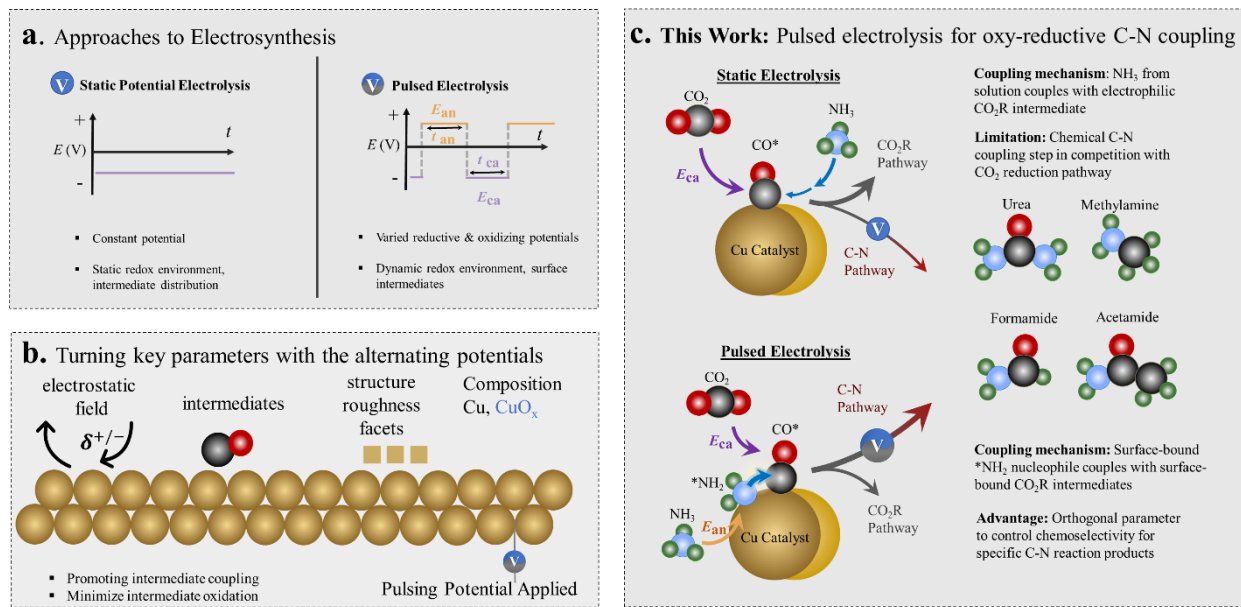 a. Approaches to Electrosynthesis
V Static Potential Electrolysis
+
t
E (V)
-
▪ Constant potential
▪ Static redox environment,
surface intermediate distribution
V Pulsed Electrolysis
E an
+
t an
t
E (V)
t ca
-
E ca
▪ Varied reductive & oxidizing potentials
▪ Dynamic redox environment, surface
intermediates
b. Turning key parameters with the alternating potentials
electrostatic
field
δ+/−
intermediates
structure
roughness
facets
Composition
Cu, CuOx
V
▪ Promoting intermediate coupling
▪ Minimize intermediate oxidation
Pulsing Potential Applied
c. This Work: Pulsed electrolysis for oxy-reductive C-N coupling
Static Electrolysis
CO2
NH3
CO*
Eca
CO2R
Pathway
V
Cu Catalyst
C-N
Pathway
Coupling mechanism: NH3 from
solution couples with electrophilic
CO2R intermediate
Limitation: Chemical C-N
coupling step in competition with
CO2 reduction pathway
Urea
Methylamine
Formamide
Acetamide
Pulsed Electrolysis
CO2
C-N
Pathway
CO*
Eca
V
*NH2
NH3
Ean
Cu Catalyst
CO2R
Pathway
Coupling mechanism: Surface-bound
*NH2 nucleophile couples with surface-
bound CO2R intermediates
Advantage: Orthogonal parameter
to control chemoselectivity for
specific C-N reaction products